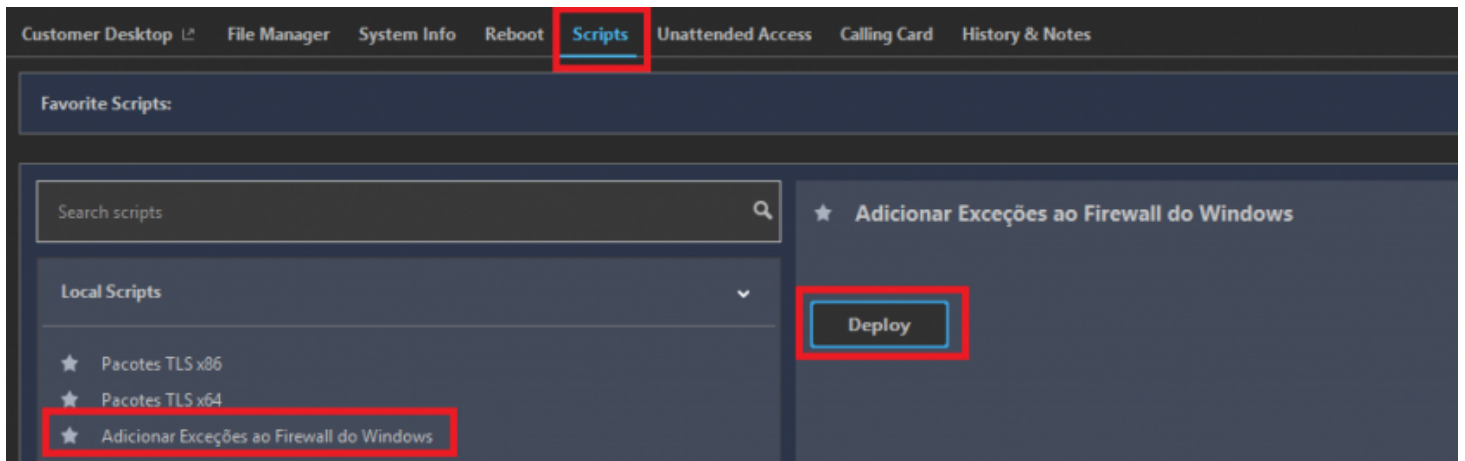 Customer Desktop File Manager System Info Reboot Scripts Unattended Access Calling Card History & Notes
Favorite Scripts:
Search scripts
Local Scripts
Pacotes TLS x86
Pacotes TLS x64
Adicionar Exceções ao Firewall do Windows
Adicionar Exceções ao Firewall do Windows
Deploy